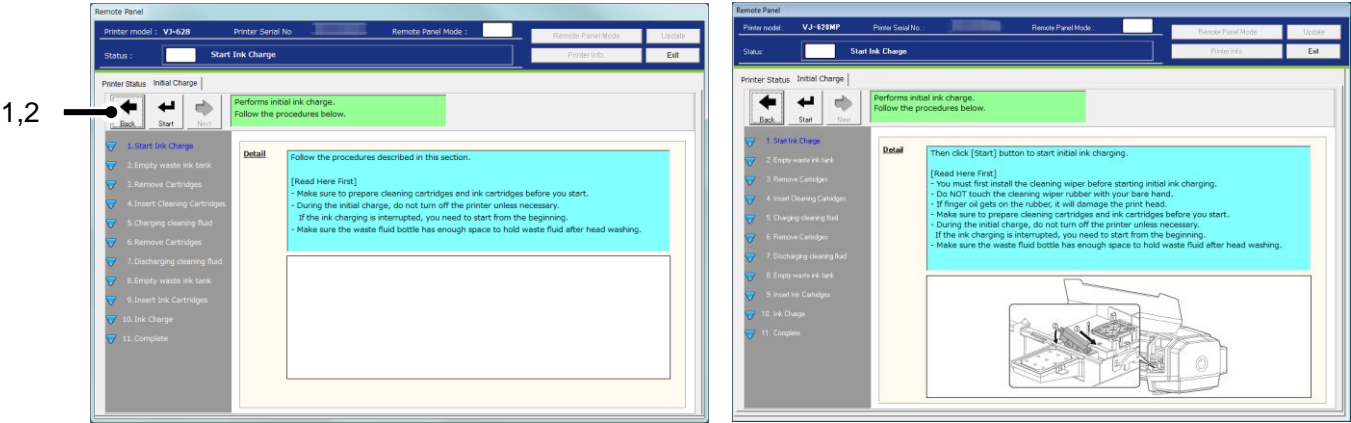 1,2
Remote Panel
Printer model : VJ-628 Printer Serial No Remote Panel Mode :
Remote Panel Mode Update
Status : Start Ink Charge
Printer Info. Exit
Printer Status Initial Charge
Back Start Next
Performs initial ink charge.
Follow the procedures below.
1.Start Ink Charge
2.Empty waste ink tank
3.Remove Cartridges
4.Insert Cleaning Cartridges
5.Charging cleaning fluid
6.Remove Cartridges
7.Discharging cleaning fluid
8.Empty waste ink tank
9.Insert Ink Cartridges
10.Ink Charge
11.Complete
Detail
Follow the procedures described in this section.
[Read Here First]
- Make sure to prepare cleaning cartridges and ink cartridges before you start.
- During the initial charge, do not turn off the printer unless necessary.
If the ink charging is interrupted, you need to start from the beginning.
- Make sure the waste fluid bottle has enough space to hold waste fluid after head washing.
Remote Panel
Printer model : VJ-628MP Printer Serial No. : Remote Panel Mode :
Remote Panel Mode Update
Status: Start Ink Charge
Printer Info. Exit
Printer Status Initial Charge
Back Start Next
Performs initial ink charge.
Follow the procedures below.
1. Start Ink Charge
2. Empty waste ink tank
3. Remove Cartridges
4. Insert Cleaning Cartridges
5. Charging cleaning fluid
6. Remove Cartridges
7. Discharging cleaning fluid
8. Empty waste ink tank
9. Insert Ink Cartridges
10. Ink Charge
11. Complete
Detail
Then click [Start] button to start initial ink charging.
[Read Here First]
- You must first install the cleaning wiper before starting initial ink charging.
- Do NOT touch the cleaning wiper rubber with your bare hand.
- If finger oil gets on the rubber, it will damage the print head.
- Make sure to prepare cleaning cartridges and ink cartridges before you start.
- During the initial charge, do not turn off the printer unless necessary.
If the ink charging is interrupted, you need to start from the beginning.
- Make sure the waste fluid bottle has enough space to hold waste fluid after head washing.